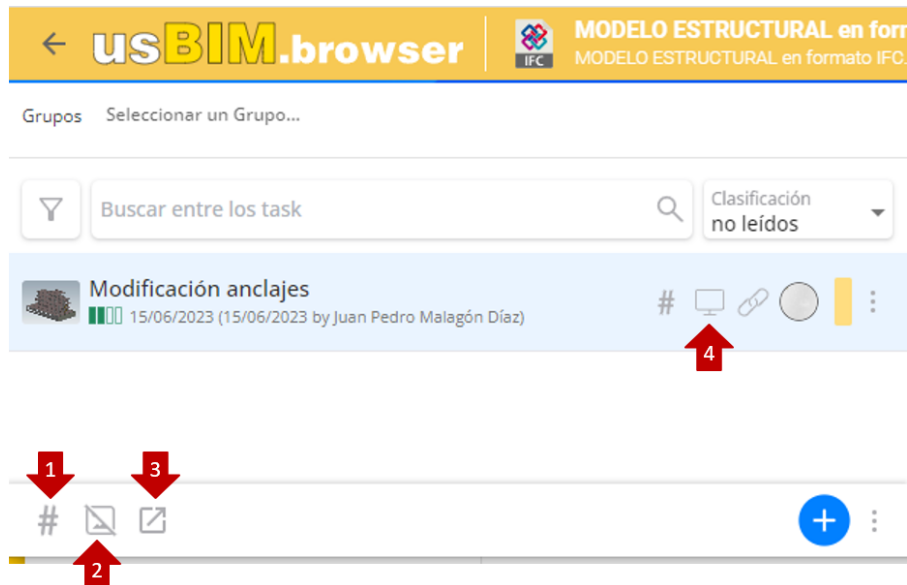 usBIM.browser
IFC
MODELO ESTRUCTURAL en for
MODELO ESTRUCTURAL en formato IFC.
Grupos Seleccionar un Grupo...
Buscar entre los task
Clasificación
no leídos
Modificación anclajes
15/06/2023 (15/06/2023 by Juan Pedro Malagón Díaz)
#
4
1
3
#
+
2